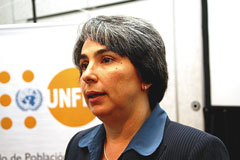 UNF
de Població